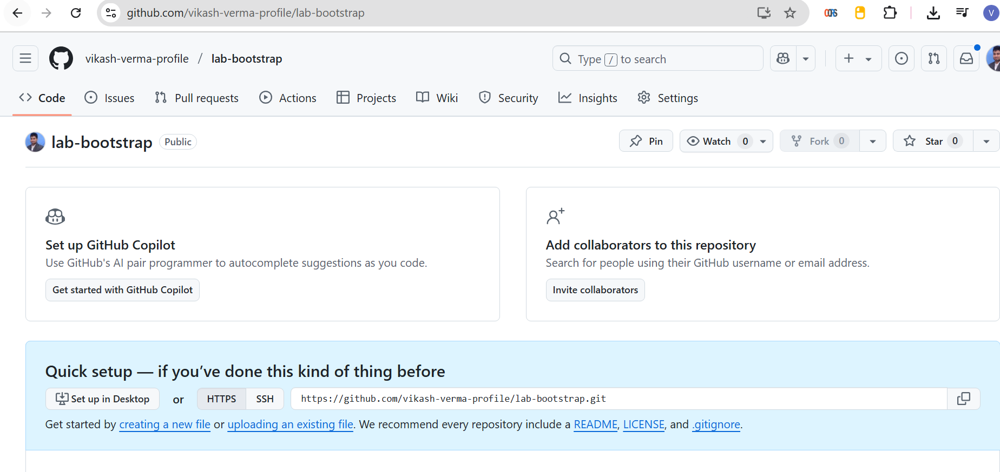 github.com/vikash-verma-profile/lab-bootstrap
CORS
V
vikash-verma-profile / lab-bootstrap
Type / to search
Code Issues Pull requests Actions Projects Wiki Security Insights Settings
lab-bootstrap Public
Pin Watch 0 Fork 0 Star 0
Set up GitHub Copilot
Use GitHub's AI pair programmer to autocomplete suggestions as you code.
Get started with GitHub Copilot
Add collaborators to this repository
Search for people using their GitHub username or email address.
Invite collaborators
Quick setup — if you’ve done this kind of thing before
Set up in Desktop or HTTPS SSH https://github.com/vikash-verma-profile/lab-bootstrap.git
Get started by creating a new file or uploading an existing file. We recommend every repository include a README, LICENSE, and .gitignore.